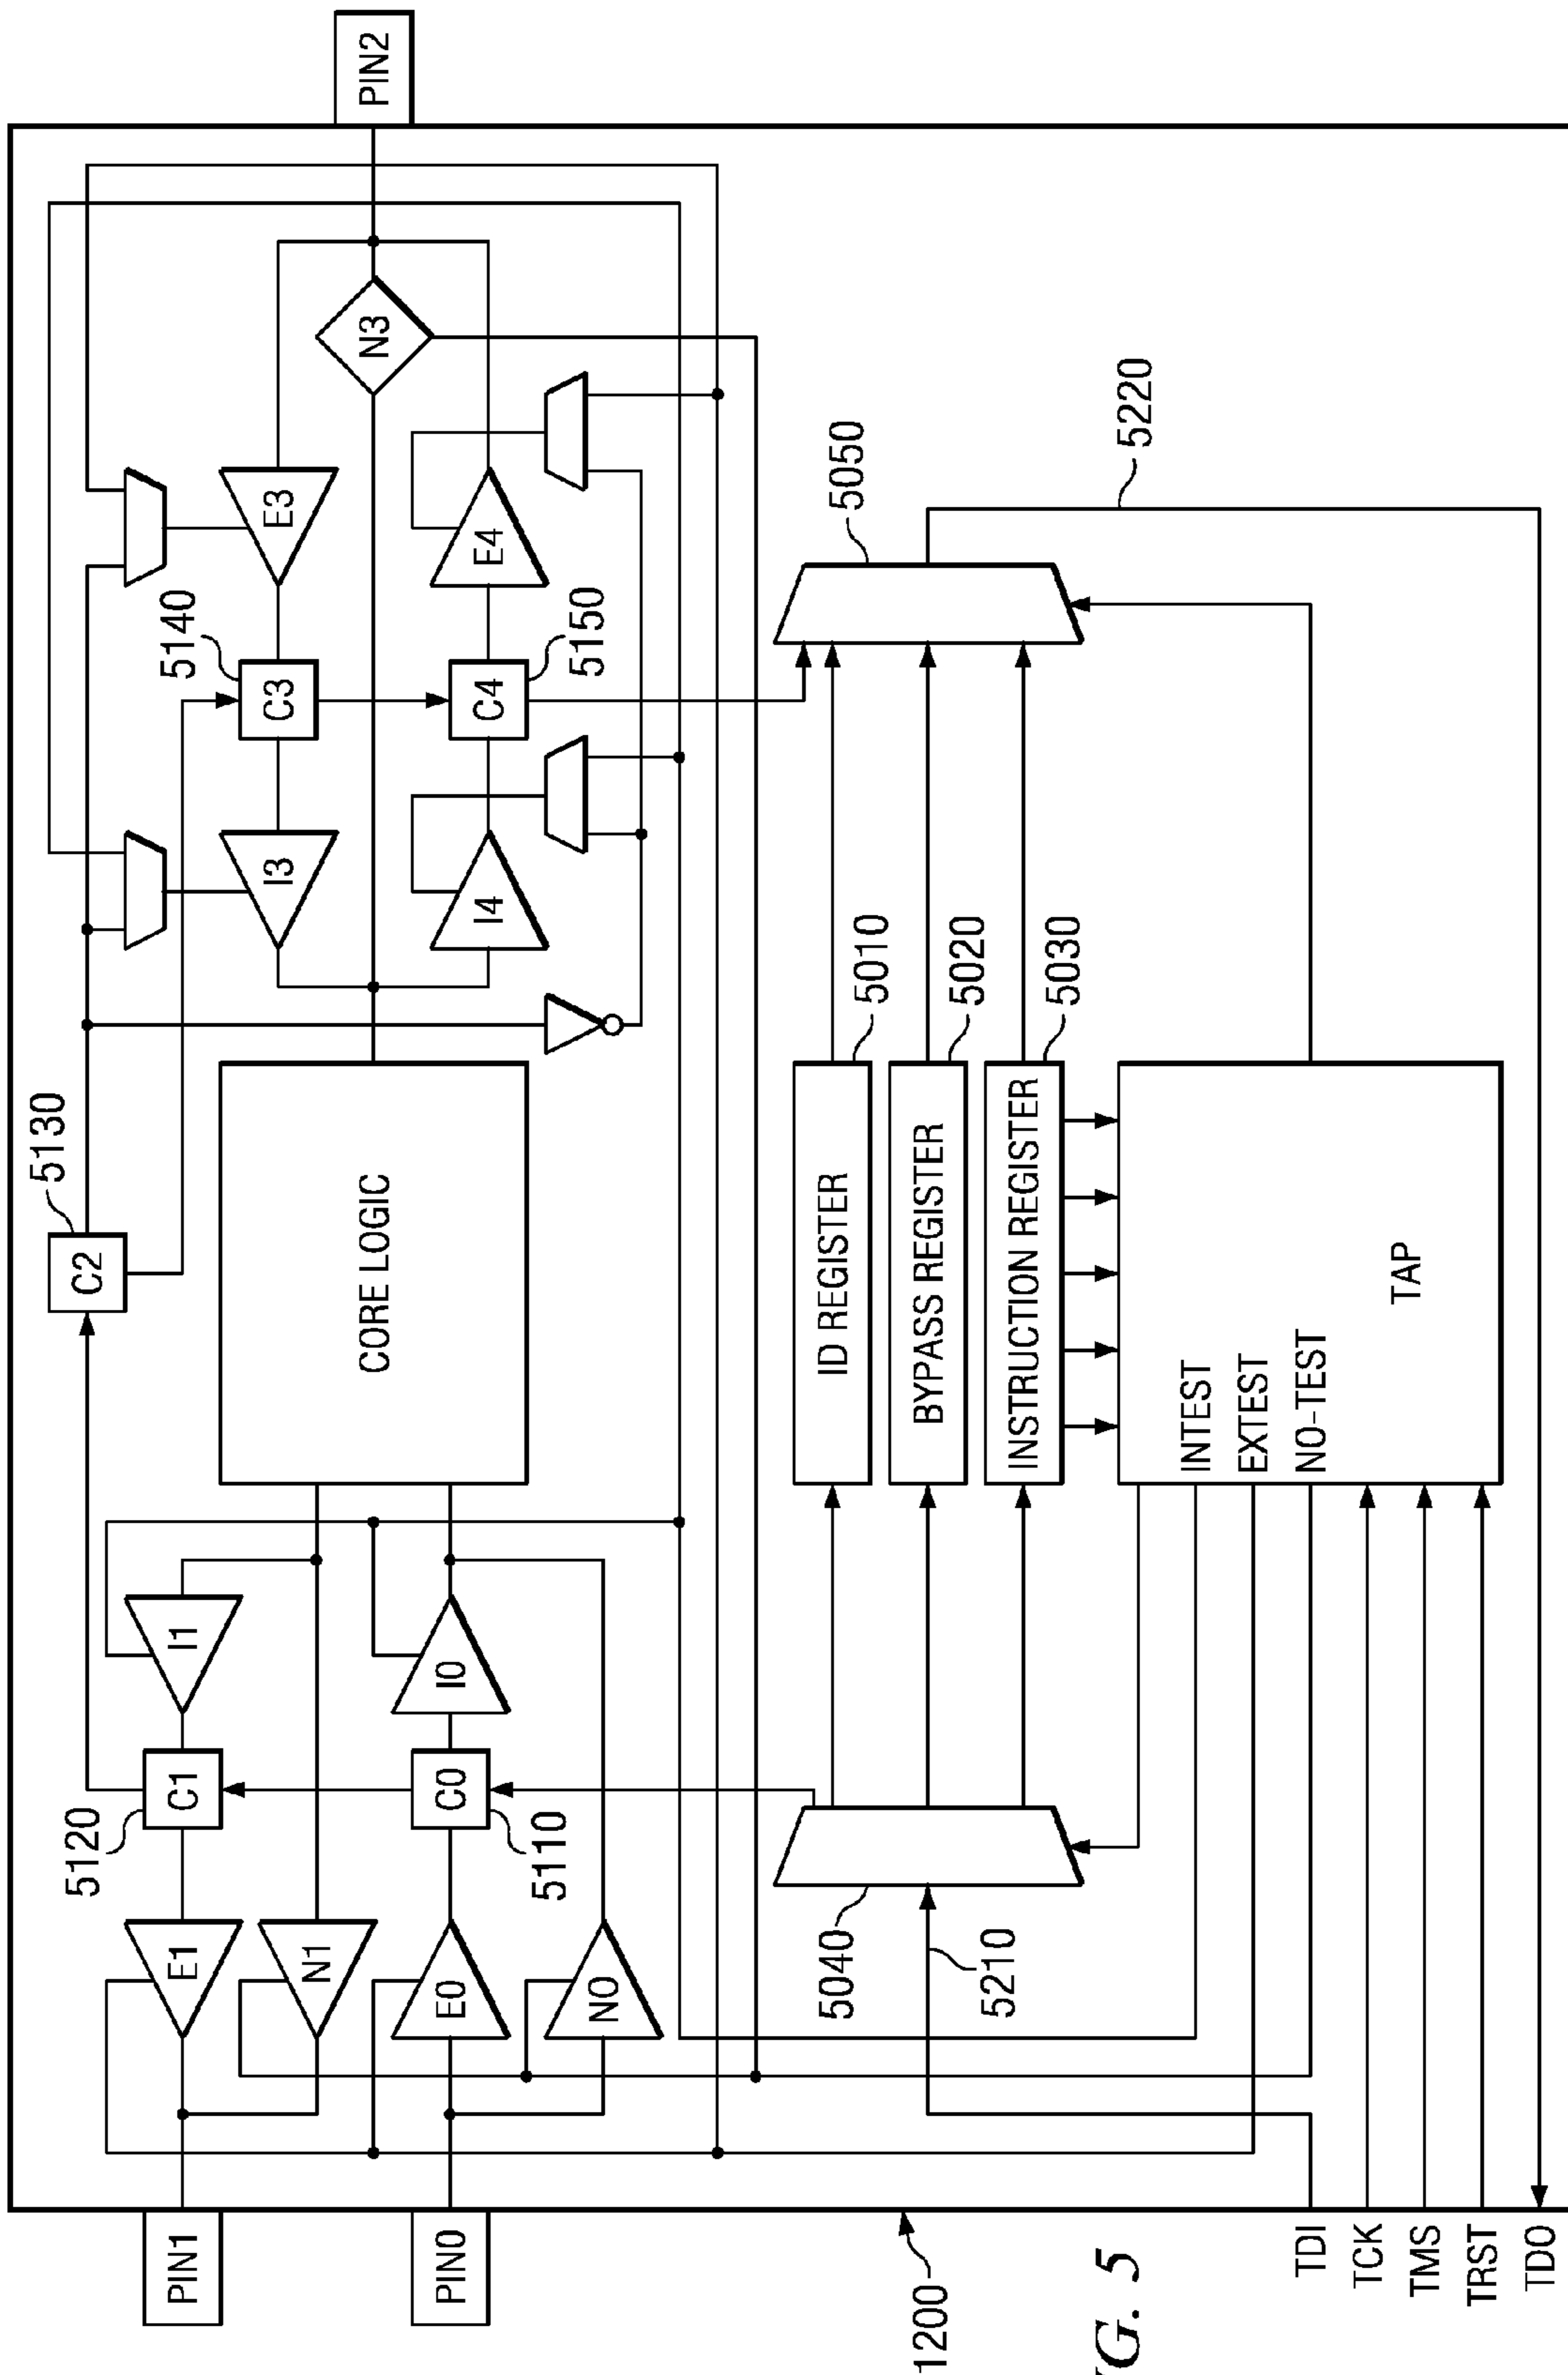 PIN1
5120
E1
C1
I1
N1
5130
C2
I3
5140
C3
E3
PIN2
N3
CORE LOGIC
PIN0
E0
C0
I0
5110
N0
I4
C4
E4
5150
1200
5040
5210
ID REGISTER
5010
BYPASS REGISTER
5020
INSTRUCTION REGISTER
5030
5050
5220
INTEST
EXTEST
NO-TEST
TAP
TDI
TCK
TMS
TRST
TDO
5